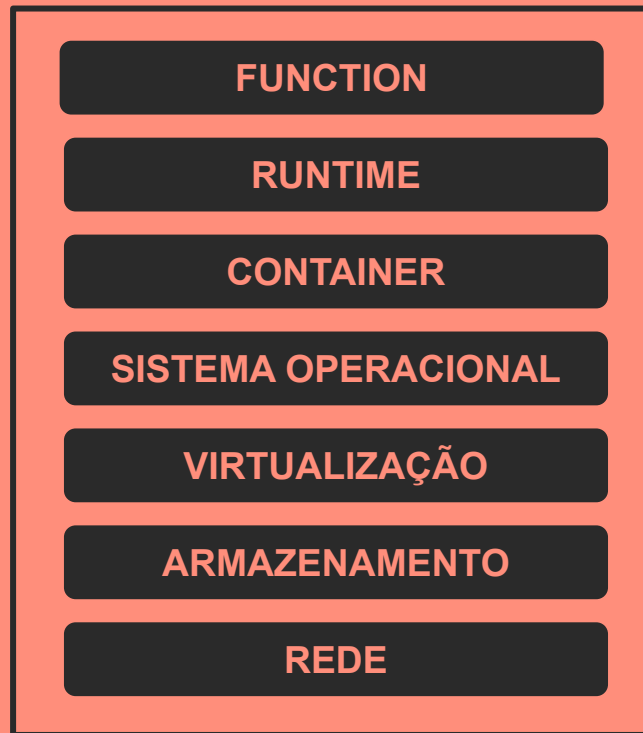 FUNCTION
RUNTIME
CONTAINER
SISTEMA OPERACIONAL
VIRTUALIZAÇÃO
ARMAZENAMENTO
REDE